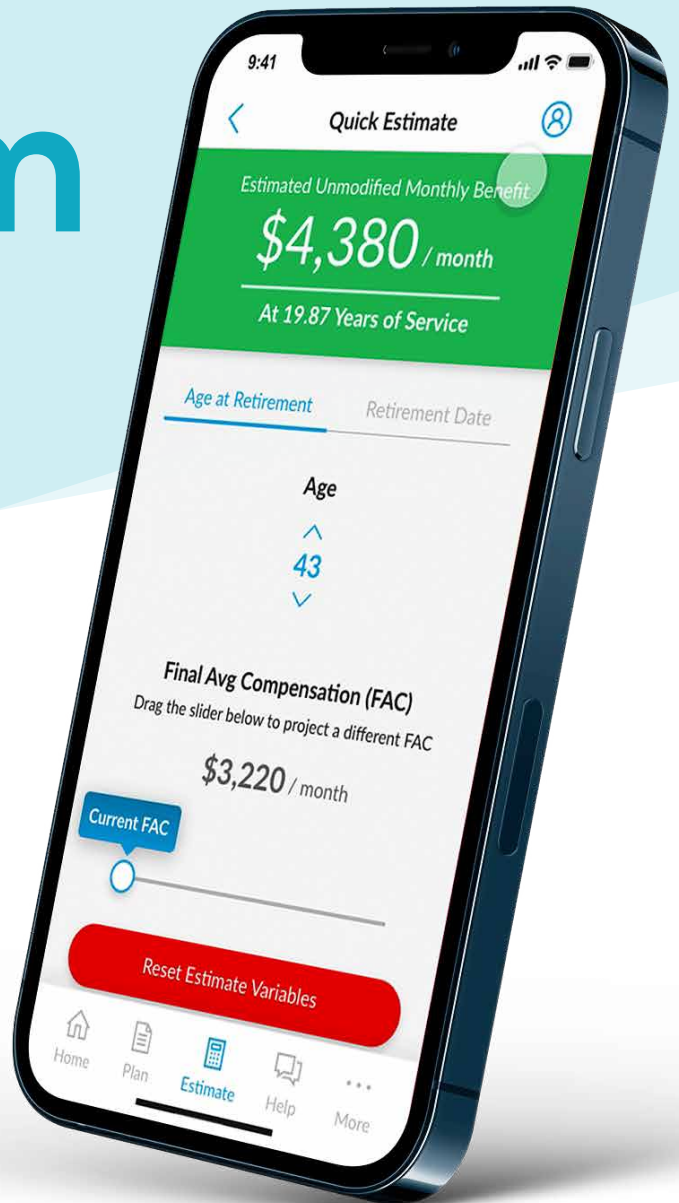 m
9:41
Quick Estimate
Estimated Unmodified Monthly Benefit
$4,380 / month
At 19.87 Years of Service
Age at Retirement Retirement Date
Age
43
Final Avg Compensation (FAC)
Drag the slider below to project a different FAC
$3,220 / month
Current FAC
Reset Estimate Variables
Home Plan Estimate Help More